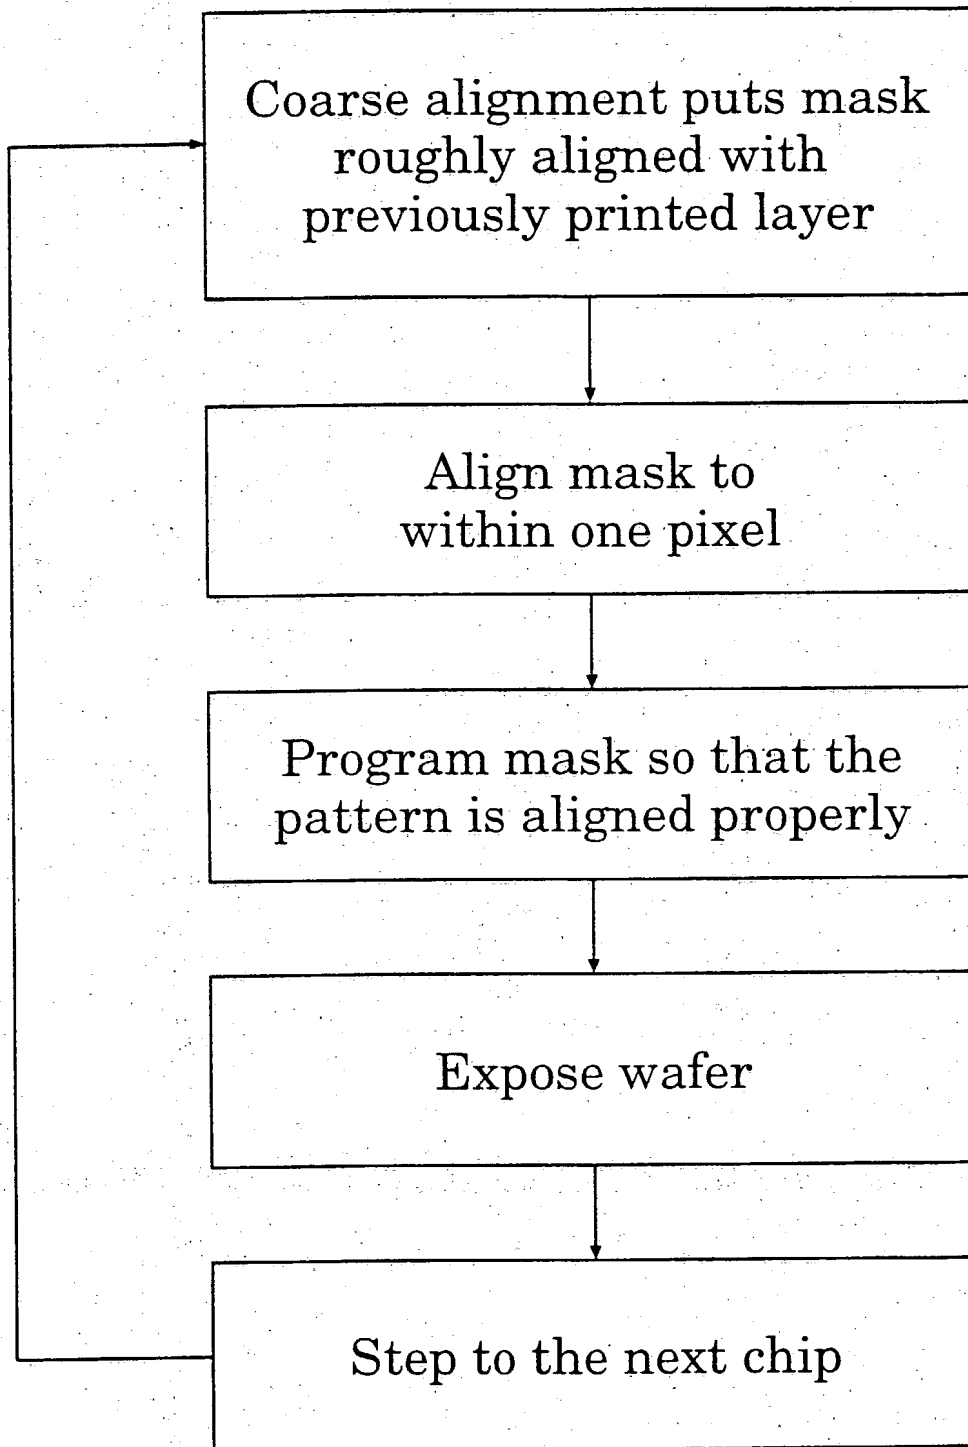 Coarse alignment puts mask
roughly aligned with
previously printed layer
Align mask to
within one pixel
Program mask so that the
pattern is aligned properly
Expose wafer
Step to the next chip